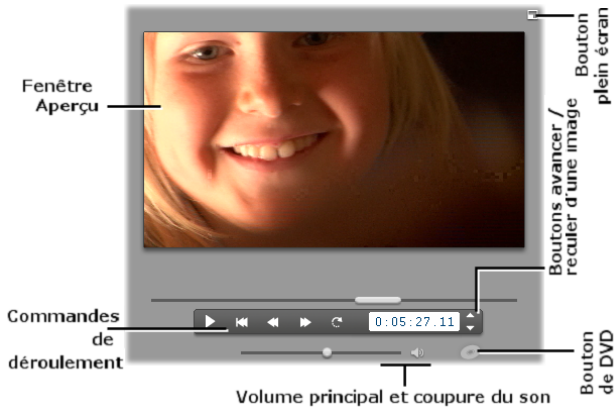 Bouton
plein écran
Fenêtre
Aperçu
Boutons avancer /
reculer d'une image
Commandes
de
déroulement
0:05:27.11
Bouton
de DVD
Volume principal et coupure du son